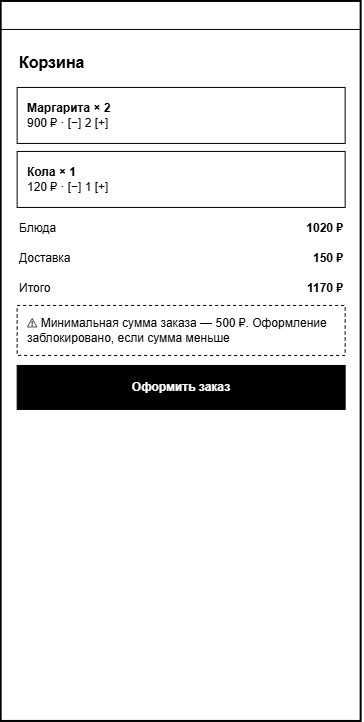 Корзина
Маргарита × 2
900 ₽ · [−] 2 [+]
Кола × 1
120 ₽ · [−] 1 [+]
Блюда 1020 ₽
Доставка 150 ₽
Итого 1170 ₽
⚠ Минимальная сумма заказа — 500 ₽. Оформление
заблокировано, если сумма меньше
Оформить заказ